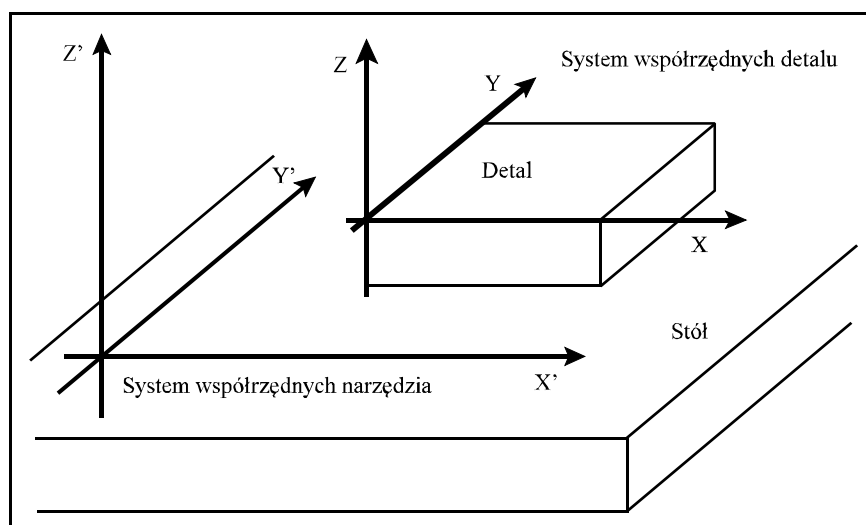 Z’
Z
Y
System współrzędnych detalu
Y’
Detal
X
Stół
X’
System współrzędnych narzędzia